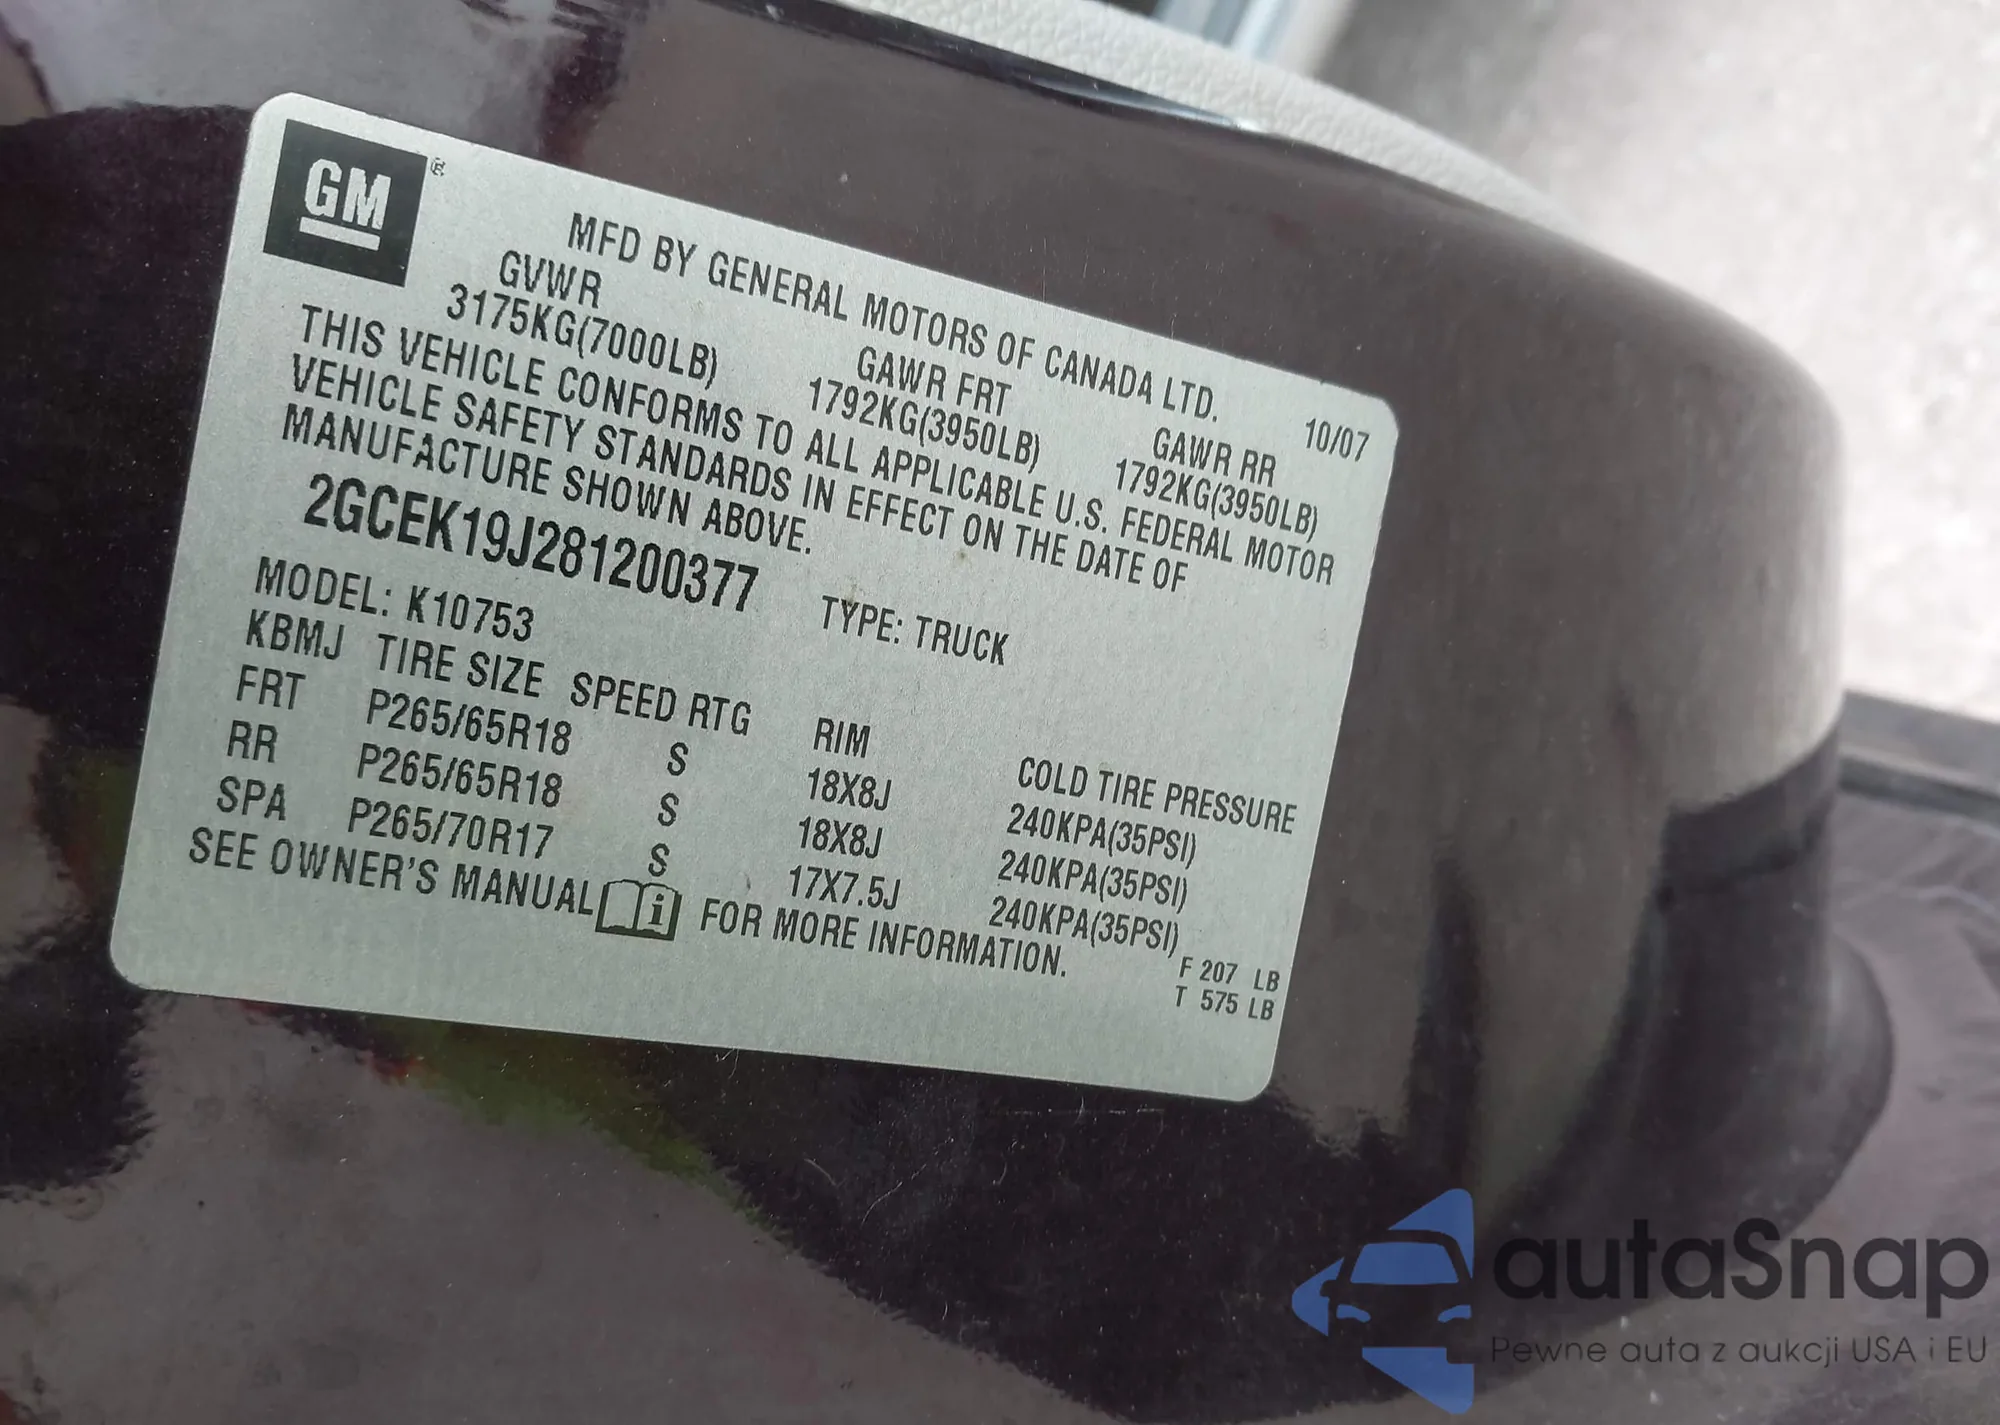 GM ®
MFD BY GENERAL MOTORS OF CANADA LTD. 10/07
GVWR GAWR FRT GAWR RR
3175KG(7000LB) 1792KG(3950LB) 1792KG(3950LB)
THIS VEHICLE CONFORMS TO ALL APPLICABLE U.S. FEDERAL MOTOR
VEHICLE SAFETY STANDARDS IN EFFECT ON THE DATE OF
MANUFACTURE SHOWN ABOVE.
2GCEK19J281200377 TYPE: TRUCK
MODEL: K10753
KBMJ TIRE SIZE SPEED RTG RIM COLD TIRE PRESSURE
FRT P265/65R18 S 18X8J 240KPA(35PSI)
RR P265/65R18 S 18X8J 240KPA(35PSI)
SPA P265/70R17 S 17X7.5J 240KPA(35PSI)
SEE OWNER'S MANUAL i FOR MORE INFORMATION.
F 207 LB
T 575 LB
autaSnap
Pewne auta z aukcji USA i EU